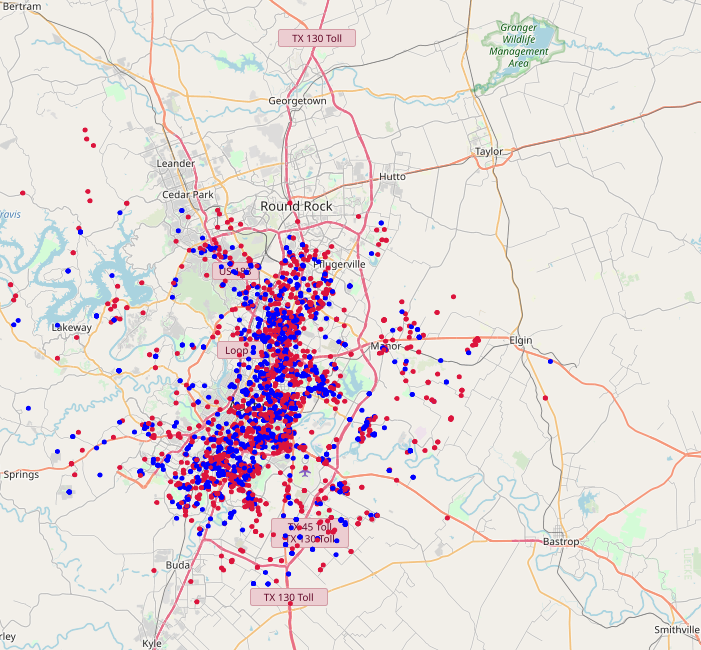 Bertram
TX 130 Toll
Granger
Wildlife
Management
Area
Georgetown
Leander
Taylor
Hutto
Cedar Park
Round Rock
Travis
Pflugerville
US 183
Lakeway
Loop
Manor
Elgin
Springs
TX 45 Toll
TX 130 Toll
Bastrop
Buda
TX 130 Toll
Smithville
rley
Kyle